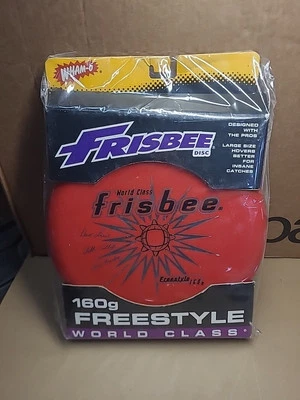 WHAM-O
FRISBEE
DISC
DESIGNED
WITH
THE PROS
LARGE SIZE
HOVERS
BETTER
FOR INSANE
CATCHES
World Class
frisbee
Freestyle
160g
FREESTYLE
WORLD CLASS